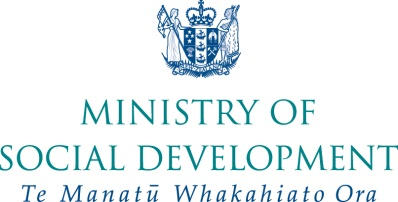 MINISTRY OF
SOCIAL DEVELOPMENT
Te Manatū Whakahiato Ora